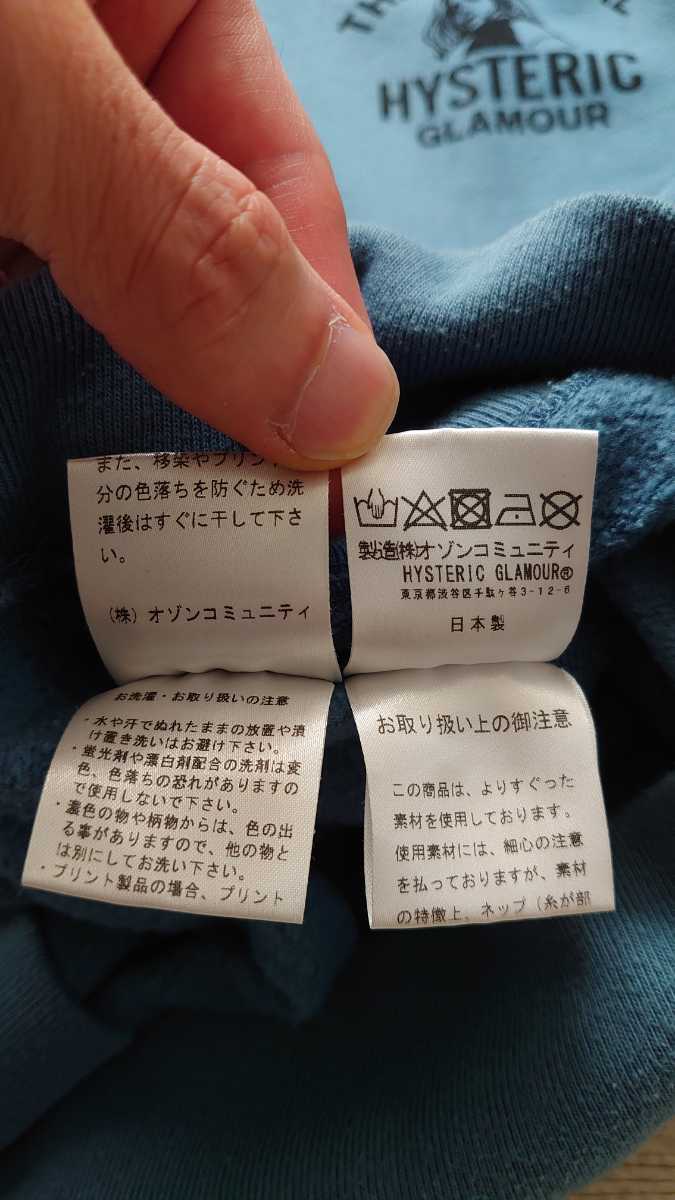 TH
HYSTERIC
GLAMOUR
また、移染やプリント
分の色落ちを防ぐため洗
濯後はすぐに干して下さ
い。
(株)オゾンコミュニティ
製造(株)オゾンコミュニティ
HYSTERIC GLAMOUR®
東京都渋谷区千駄ヶ谷3-12-6
日本製
お洗濯・お取り扱いの注意
・水や汗でぬれたままの放置や漬
け置き洗いはお避け下さい。
・蛍光剤や漂白剤配合の洗剤は変
色、色落ちの恐れがありますの
で使用しないで下さい。
・濃色の物や柄物からは、色の出
る事がありますので、他の物と
は別にしてお洗い下さい。
・プリント製品の場合、プリント
お取り扱い上の御注意
この商品は、よりすぐった
素材を使用しております。
使用素材には、細心の注意
を払っておりますが、素材
の特徴上、ネップ(糸が部